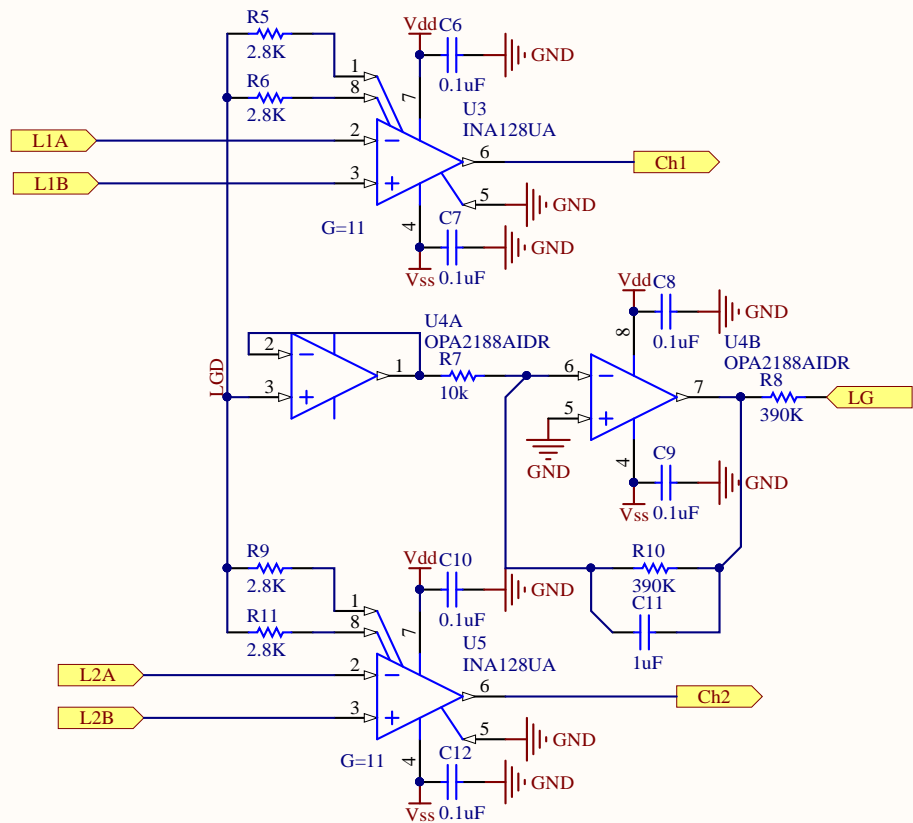 R5
2.8K
R6
2.8K
1
8
2
3
7
4
6
5
Vdd
C6
0.1uF
GND
U3
INA128UA
L1A
L1B
Ch1
GND
G=11
C7
0.1uF
GND
Vss
LGD
U4A
OPA2188AIDR
2
3
1
R7
10k
Vdd
C8
0.1uF
GND
8
U4B
OPA2188AIDR
6
5
7
GND
R8
390K
LG
4
C9
0.1uF
GND
Vss
R10
390K
C11
1uF
R9
2.8K
R11
2.8K
1
8
2
3
7
4
6
5
Vdd
C10
0.1uF
GND
U5
INA128UA
L2A
L2B
Ch2
GND
G=11
C12
0.1uF
GND
Vss